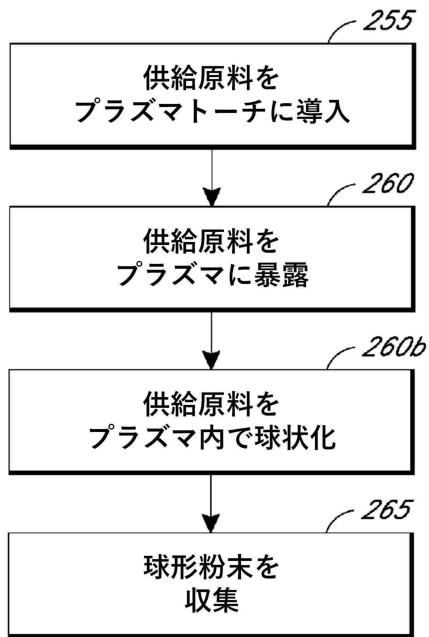 255
供給原料を
プラズマトーチに導入
260
供給原料を
プラズマに暴露
260b
供給原料を
プラズマ内で球状化
265
球形粉末を
収集